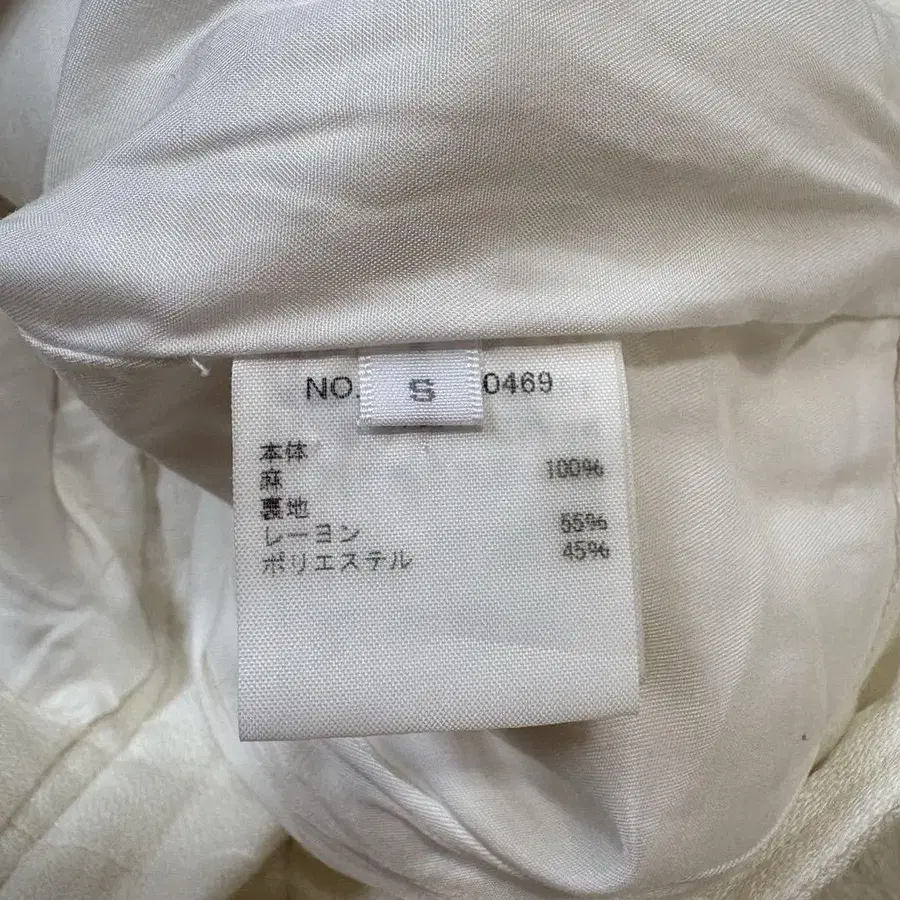 NO. 0469
S
本体
麻 100%
裏地
レーヨン 55%
ポリエステル 45%